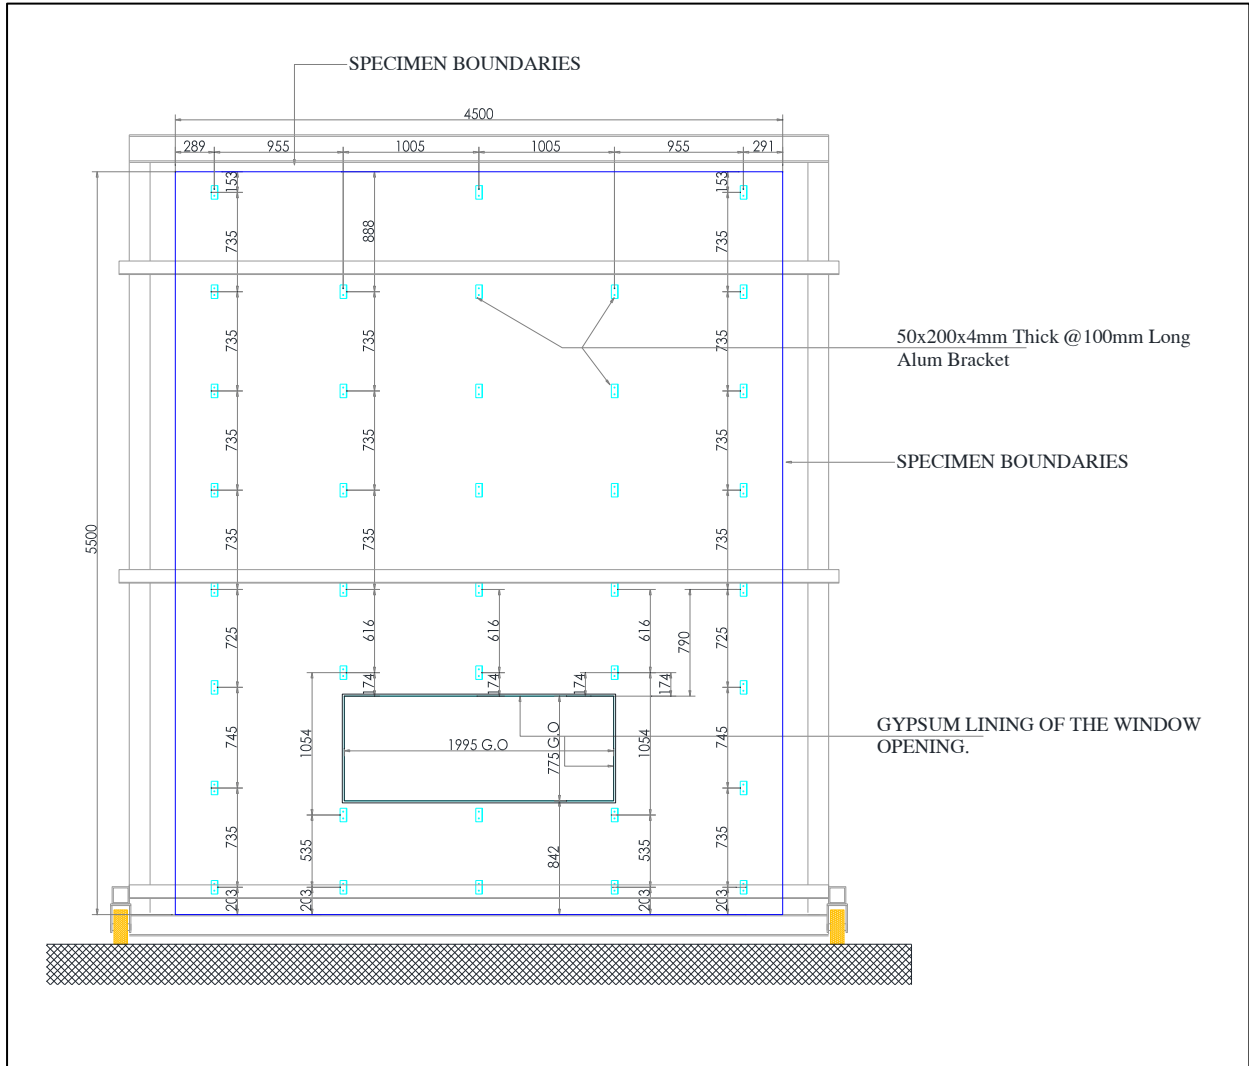 SPECIMEN BOUNDARIES
4500
289 955 1005 1005 955 291
153 153
735 888 735
735 735 735
50x200x4mm Thick @100mm Long
Alum Bracket
735 735 735
SPECIMEN BOUNDARIES
5500
735 735 735
725 616 616 616 790 725
174 174 174 174
GYPSUM LINING OF THE WINDOW
OPENING.
745 1054 1995 G.O 775 G.O 1054 745
735 535 842 535 735
203 203 203 203